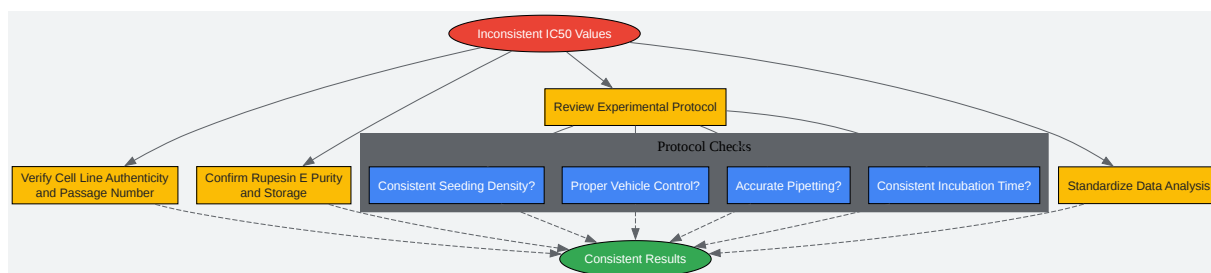 Inconsistent IC50 Values
Review Experimental Protocol
Protocol Checks
Verify Cell Line Authenticity
and Passage Number
Confirm Rupesin E Purity
and Storage
Consistent Seeding Density?
Proper Vehicle Control?
Accurate Pipetting?
Consistent Incubation Time?
Standardize Data Analysis
Consistent Results